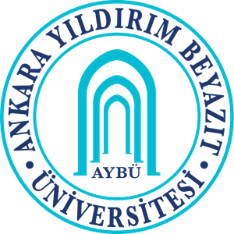 ANKARA YILDIRIM BEYAZIT
ÜNİVERSİTESİ
AYBÜ